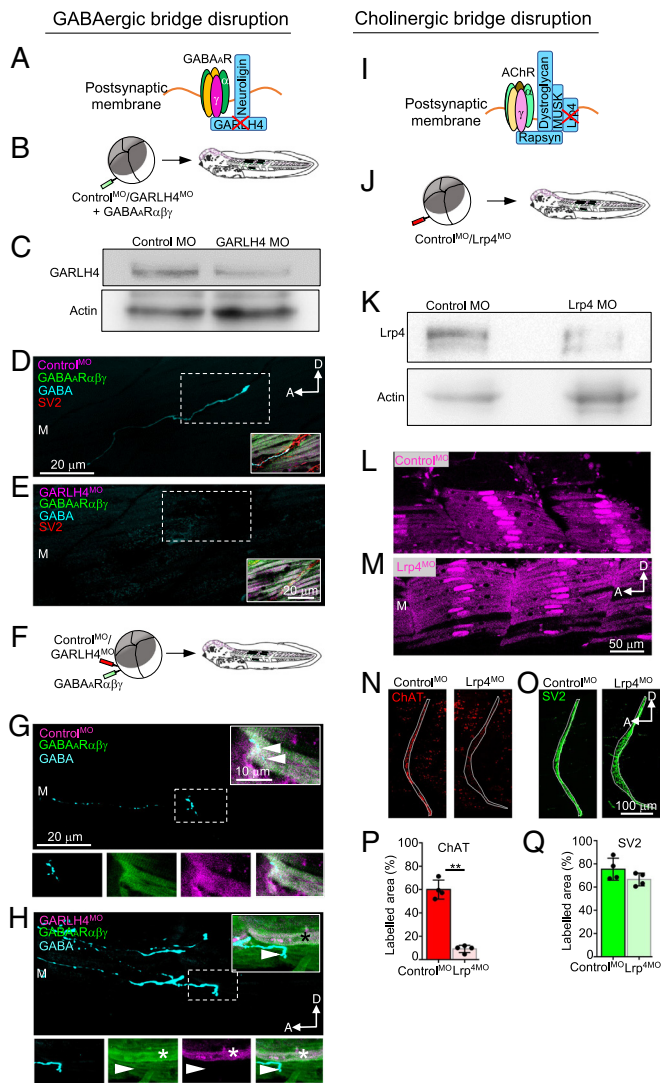 GABAergic bridge disruption
A
GABAAR
α
γ
Neuroligin
Postsynaptic
membrane
GARLH4
B
ControlMO/GARLH4MO
+ GABAARαβγ
C
Control MO GARLH4 MO
GARLH4
Actin
D
ControlMO
GABAARαβγ
GABA
SV2
D
A
M
20 μm
E
GARLH4MO
GABAARαβγ
GABA
SV2
M
20 μm
F
ControlMO/
GARLH4MO
GABAARαβγ
G
ControlMO
GABAARαβγ
GABA
10 μm
M
20 μm
H
GARLH4MO
GABAARαβγ
GABA
*
M
D
A
* * *
Cholinergic bridge disruption
I
AChR
α
γ
Dystroglycan
MUSK
Lrp4
Postsynaptic
membrane
Rapsyn
J
ControlMO/Lrp4MO
K
Control MO Lrp4 MO
Lrp4
Actin
L
ControlMO
M
Lrp4MO
D
A
M
50 μm
N
ControlMO Lrp4MO
ChAT
O
ControlMO Lrp4MO
SV2
D
A
100 μm
P
ChAT
**
Labelled area (%)
100
80
60
40
20
0
ControlMO Lrp4MO
Q
SV2
Labelled area (%)
100
80
60
40
20
0
ControlMO Lrp4MO